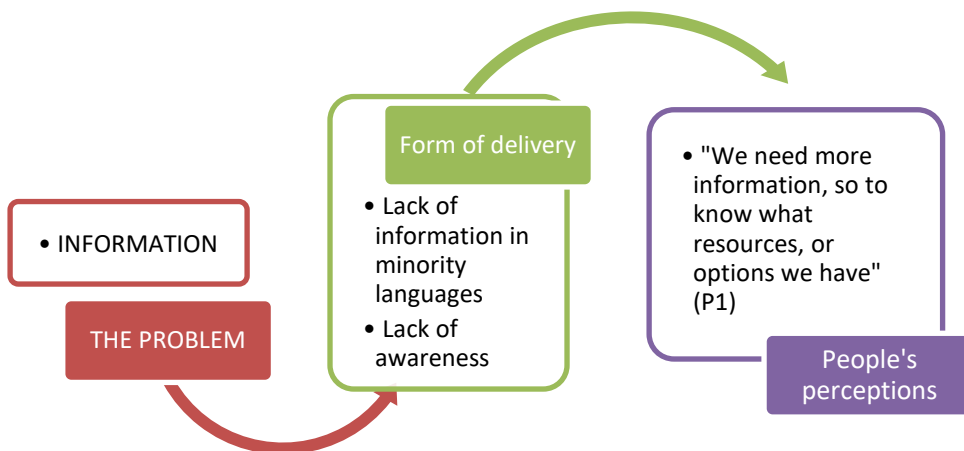 • INFORMATION
THE PROBLEM
Form of delivery
• Lack of
information in
minority
languages
• Lack of
awareness
• "We need more
information, so to
know what
resources, or
options we have"
(P1)
People's
perceptions